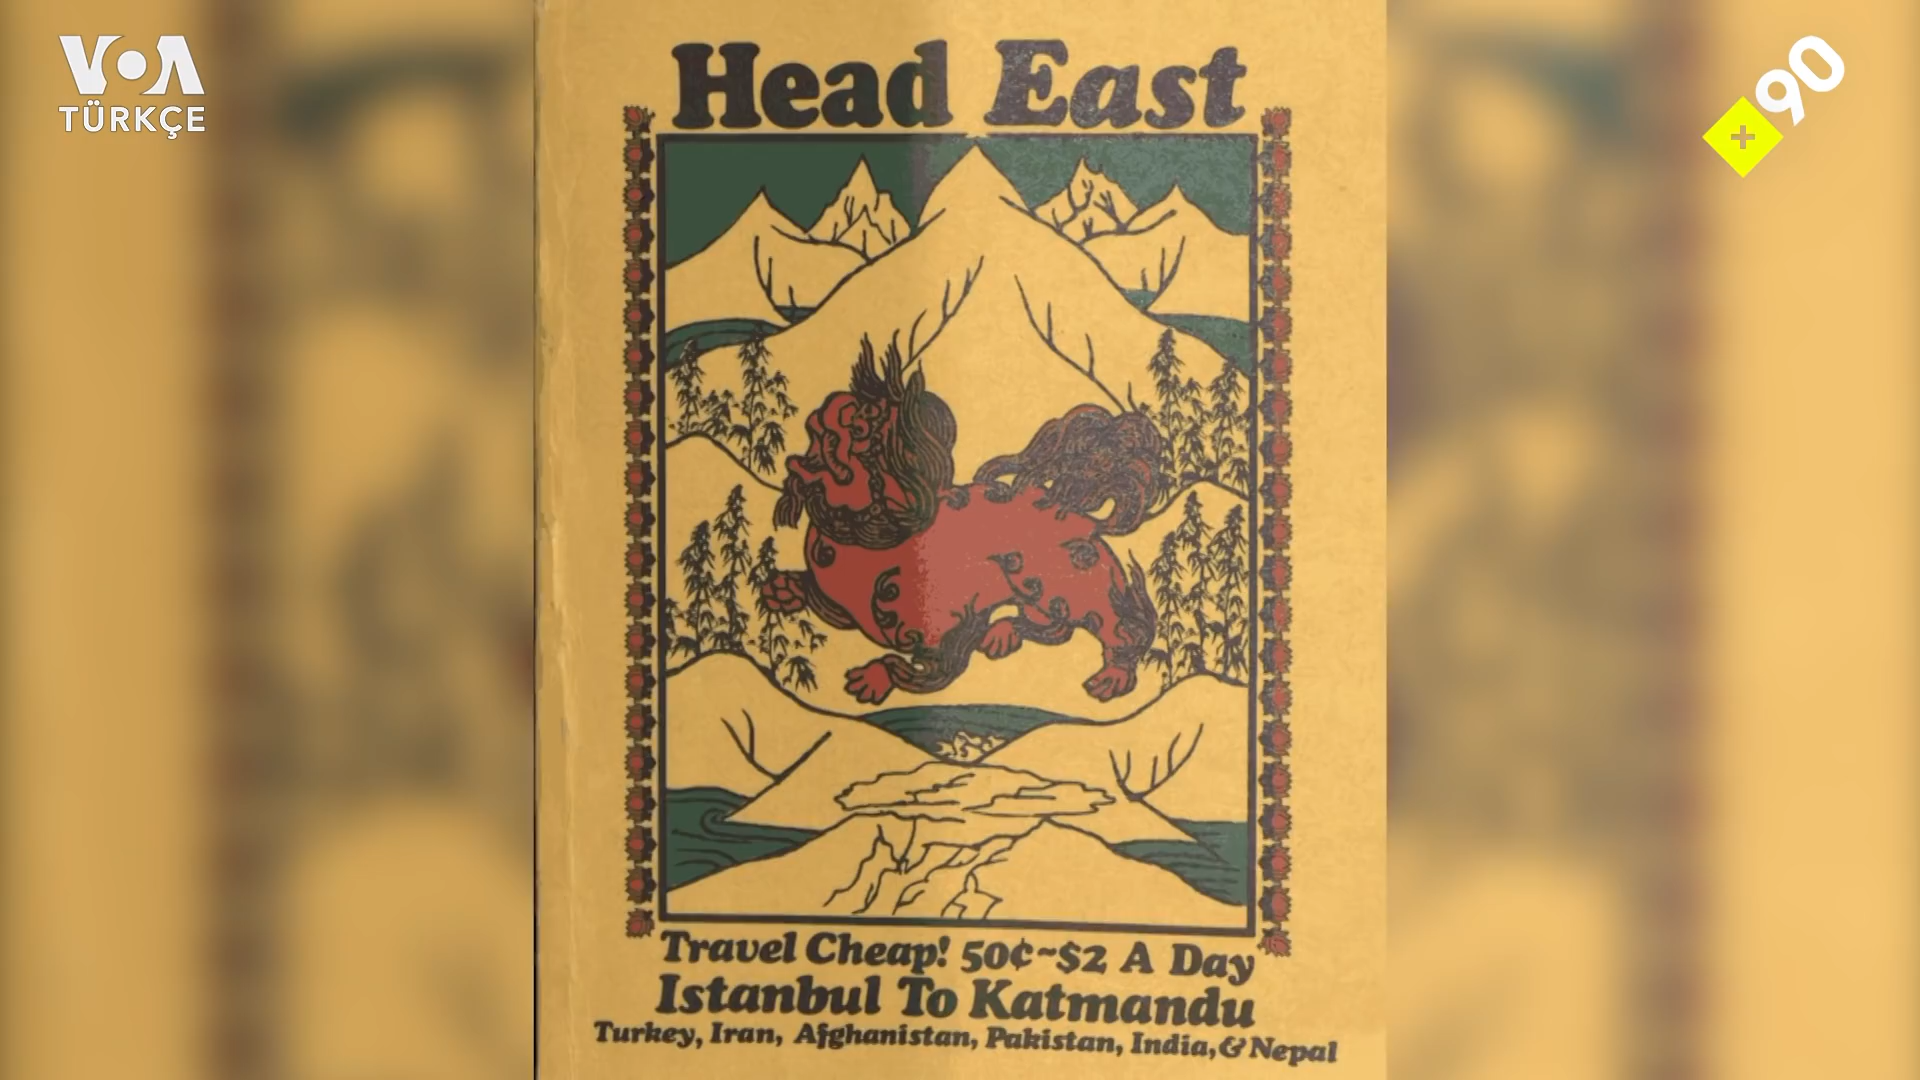 VOA
TÜRKÇE
+90
Head East
Travel Cheap! 50¢~$2 A Day
Istanbul To Katmandu
Turkey, Iran, Afghanistan, Pakistan, India, & Nepal